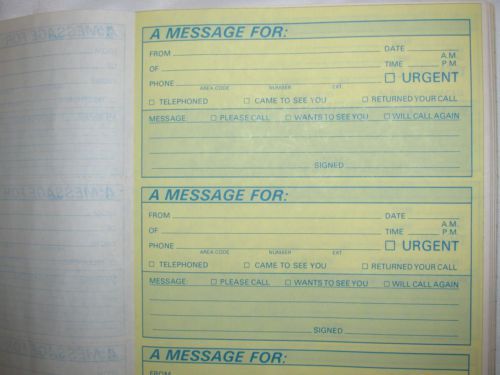 A MESSAGE FOR:
FROM DATE
OF TIME A.M. P.M.
PHONE AREA CODE NUMBER EXT □ URGENT
□ TELEPHONED □ CAME TO SEE YOU □ RETURNED YOUR CALL
MESSAGE: □ PLEASE CALL □ WANTS TO SEE YOU □ WILL CALL AGAIN
SIGNED
A MESSAGE FOR:
FROM DATE
OF TIME A.M. P.M.
PHONE AREA CODE NUMBER EXT □ URGENT
□ TELEPHONED □ CAME TO SEE YOU □ RETURNED YOUR CALL
MESSAGE: □ PLEASE CALL □ WANTS TO SEE YOU □ WILL CALL AGAIN
SIGNED
A MESSAGE FOR: